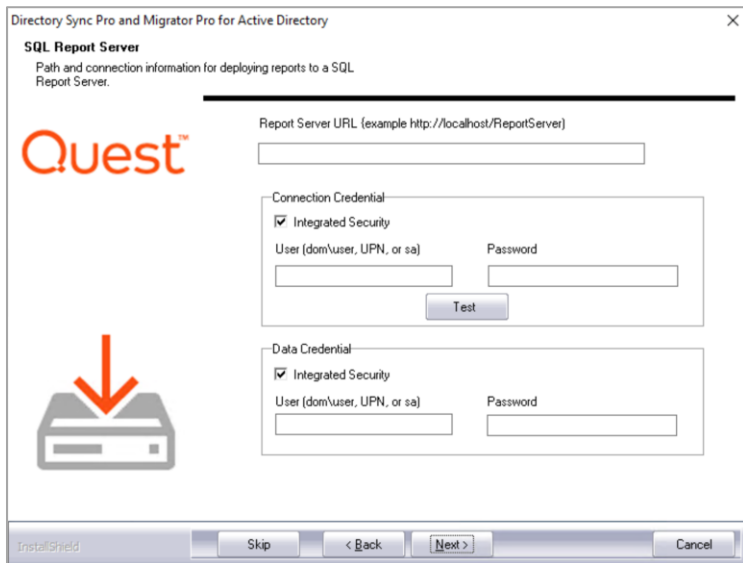 Directory Sync Pro and Migrator Pro for Active Directory
SQL Report Server
Path and connection information for deploying reports to a SQL
Report Server.
Quest™
Report Server URL (example http://localhost/ReportServer)
Connection Credential
Integrated Security
User (dom\user, UPN, or sa) Password
Test
Data Credential
Integrated Security
User (dom\user, UPN, or sa) Password
InstallShield Skip < Back Next > Cancel